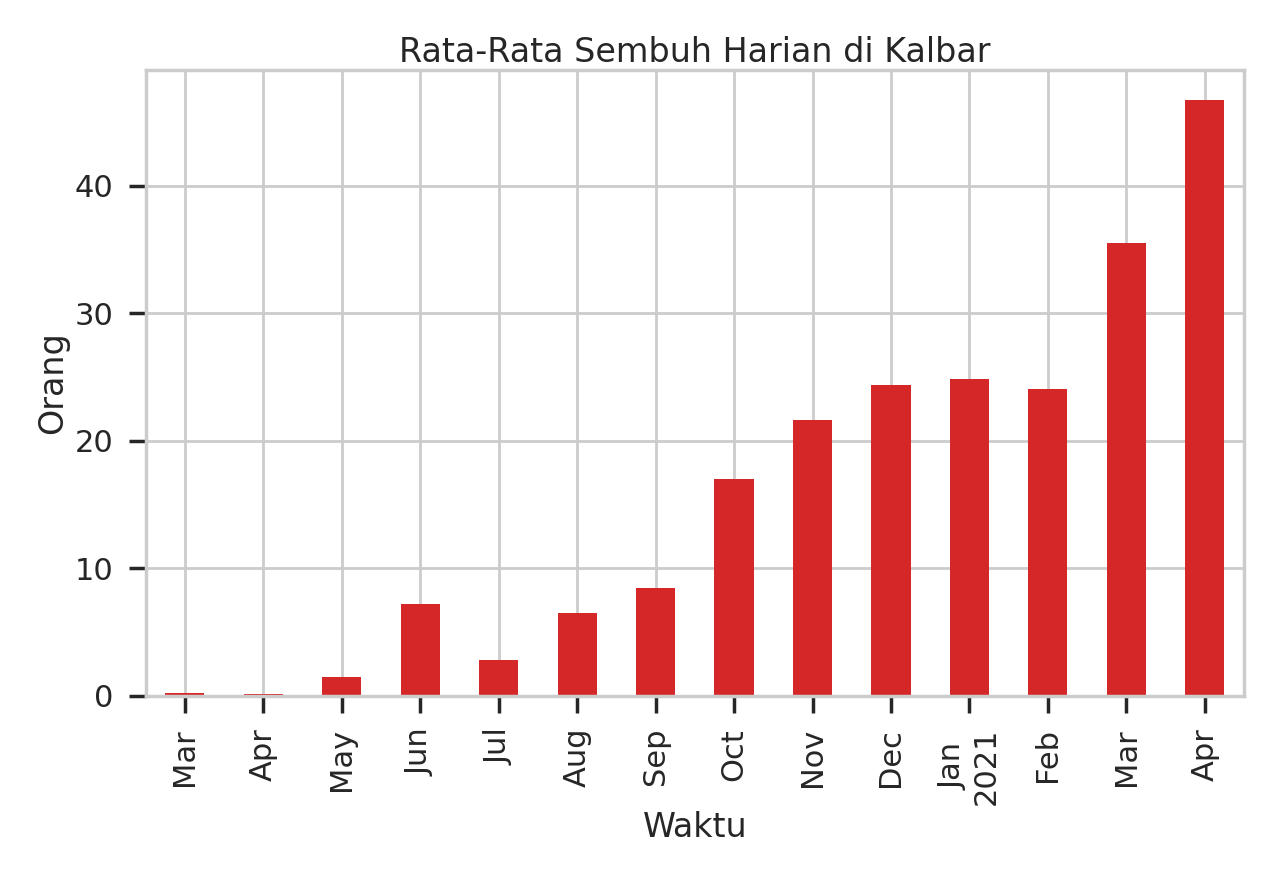 Rata-Rata Sembuh Harian di Kalbar
Orang
40
30
20
10
0
Mar
Apr
May
Jun
Jul
Aug
Sep
Oct
Nov
Dec
Jan
2021
Feb
Mar
Apr
Waktu